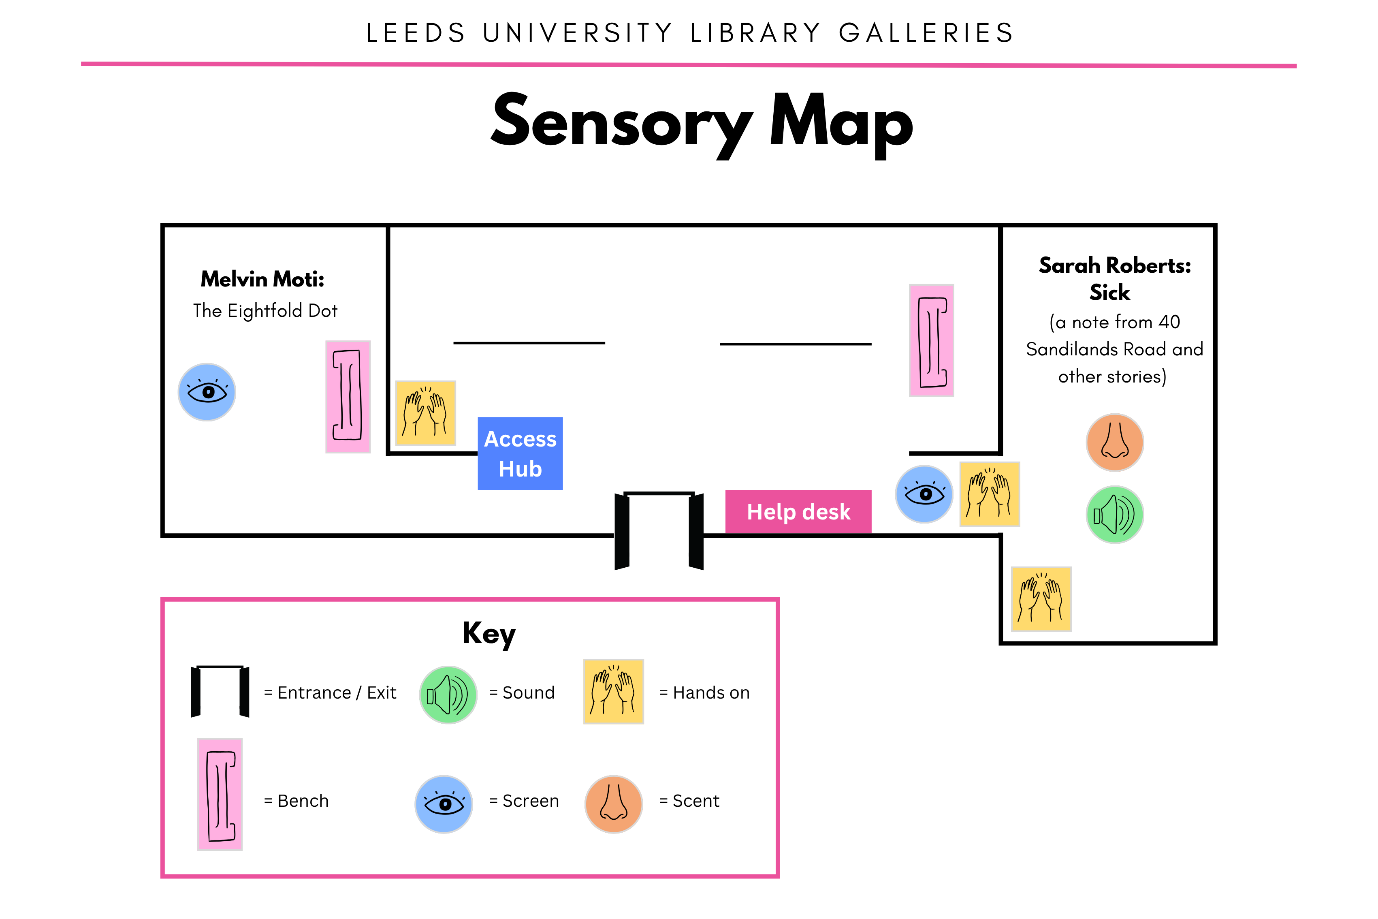 LEEDS UNIVERSITY LIBRARY GALLERIES
Sensory Map
Melvin Moti:
The Eightfold Dot
Sarah Roberts:
Sick
(a note from 40
Sandilands Road and
other stories)
Access
Hub
Help desk
Key
= Entrance / Exit
= Sound
= Hands on
= Bench
= Screen
= Scent